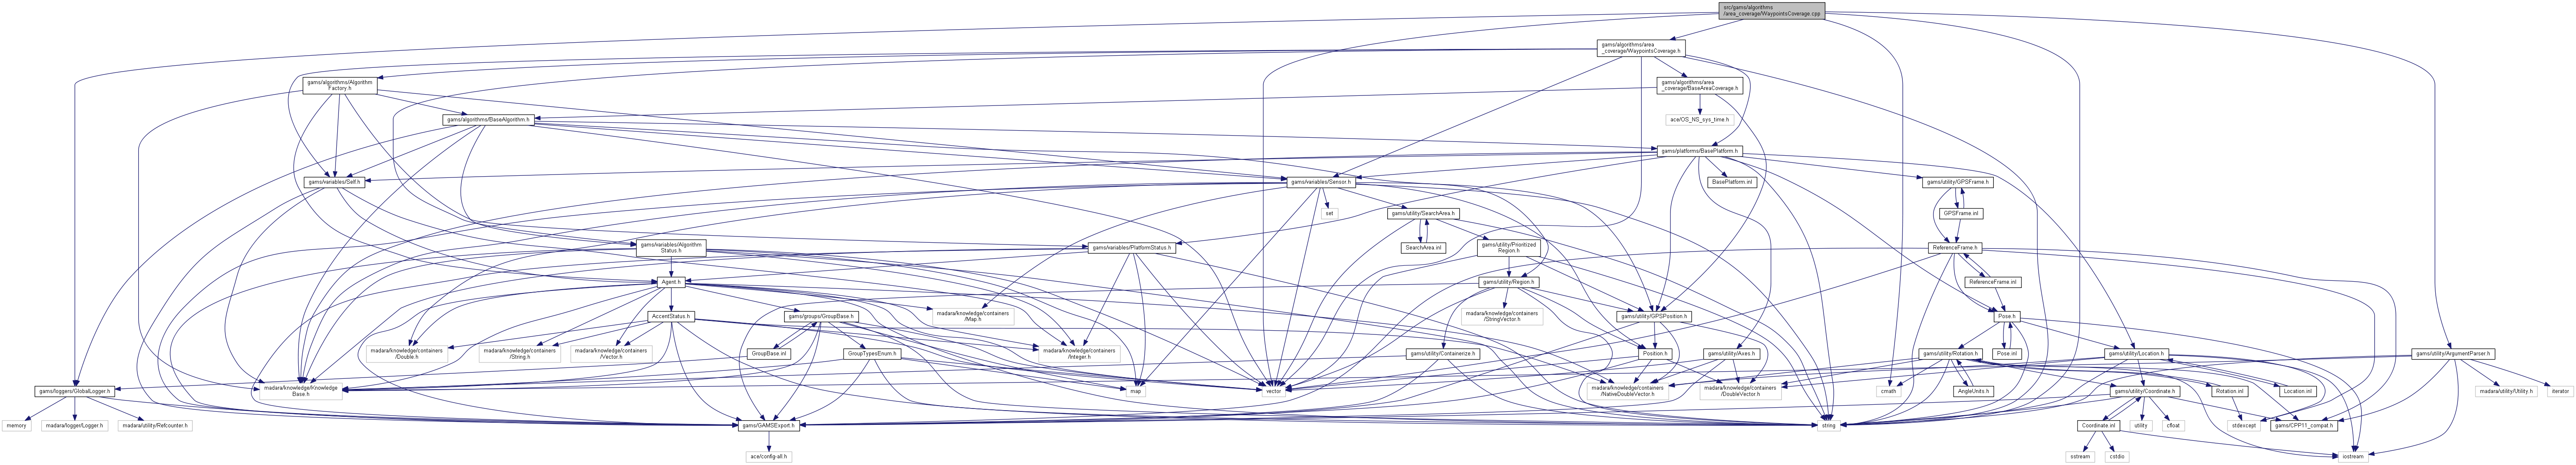 src/gams/algorithms
/area_coverage/WaypointsCoverage.cpp
gams/algorithms/area
_coverage/WaypointsCoverage.h
gams/algorithms/Algorithm
Factory.h
gams/algorithms/area
_coverage/BaseAreaCoverage.h
gams/algorithms/BaseAlgorithm.h
ace/OS_NS_sys_time.h
gams/platforms/BasePlatform.h
gams/variables/Self.h
gams/variables/Sensor.h
BasePlatform.inl
gams/utility/GPSFrame.h
set
gams/utility/SearchArea.h
GPSFrame.inl
gams/variables/Algorithm
Status.h
gams/variables/PlatformStatus.h
SearchArea.inl
gams/utility/Prioritized
Region.h
ReferenceFrame.h
Agent.h
gams/utility/Region.h
ReferenceFrame.inl
AccentStatus.h
gams/groups/GroupBase.h
madara/knowledge/containers
/Map.h
madara/knowledge/containers
/StringVector.h
gams/utility/GPSPosition.h
Pose.h
madara/knowledge/containers
/Double.h
madara/knowledge/containers
/String.h
madara/knowledge/containers
/Vector.h
GroupBase.inl
GroupTypesEnum.h
madara/knowledge/containers
/Integer.h
gams/utility/Containerize.h
Position.h
gams/utility/Axes.h
gams/utility/Rotation.h
Pose.inl
gams/utility/Location.h
gams/utility/ArgumentParser.h
gams/loggers/GlobalLogger.h
madara/knowledge/Knowledge
Base.h
map
vector
madara/knowledge/containers
/NativeDoubleVector.h
madara/knowledge/containers
/DoubleVector.h
cmath
AngleUnits.h
gams/utility/Coordinate.h
Rotation.inl
Location.inl
madara/utility/Utility.h
iterator
memory
madara/logger/Logger.h
madara/utility/Refcounter.h
gams/GAMSExport.h
string
Coordinate.inl
utility
cfloat
gams/CPP11_compat.h
stdexcept
ace/config-all.h
sstream
cstdio
iostream